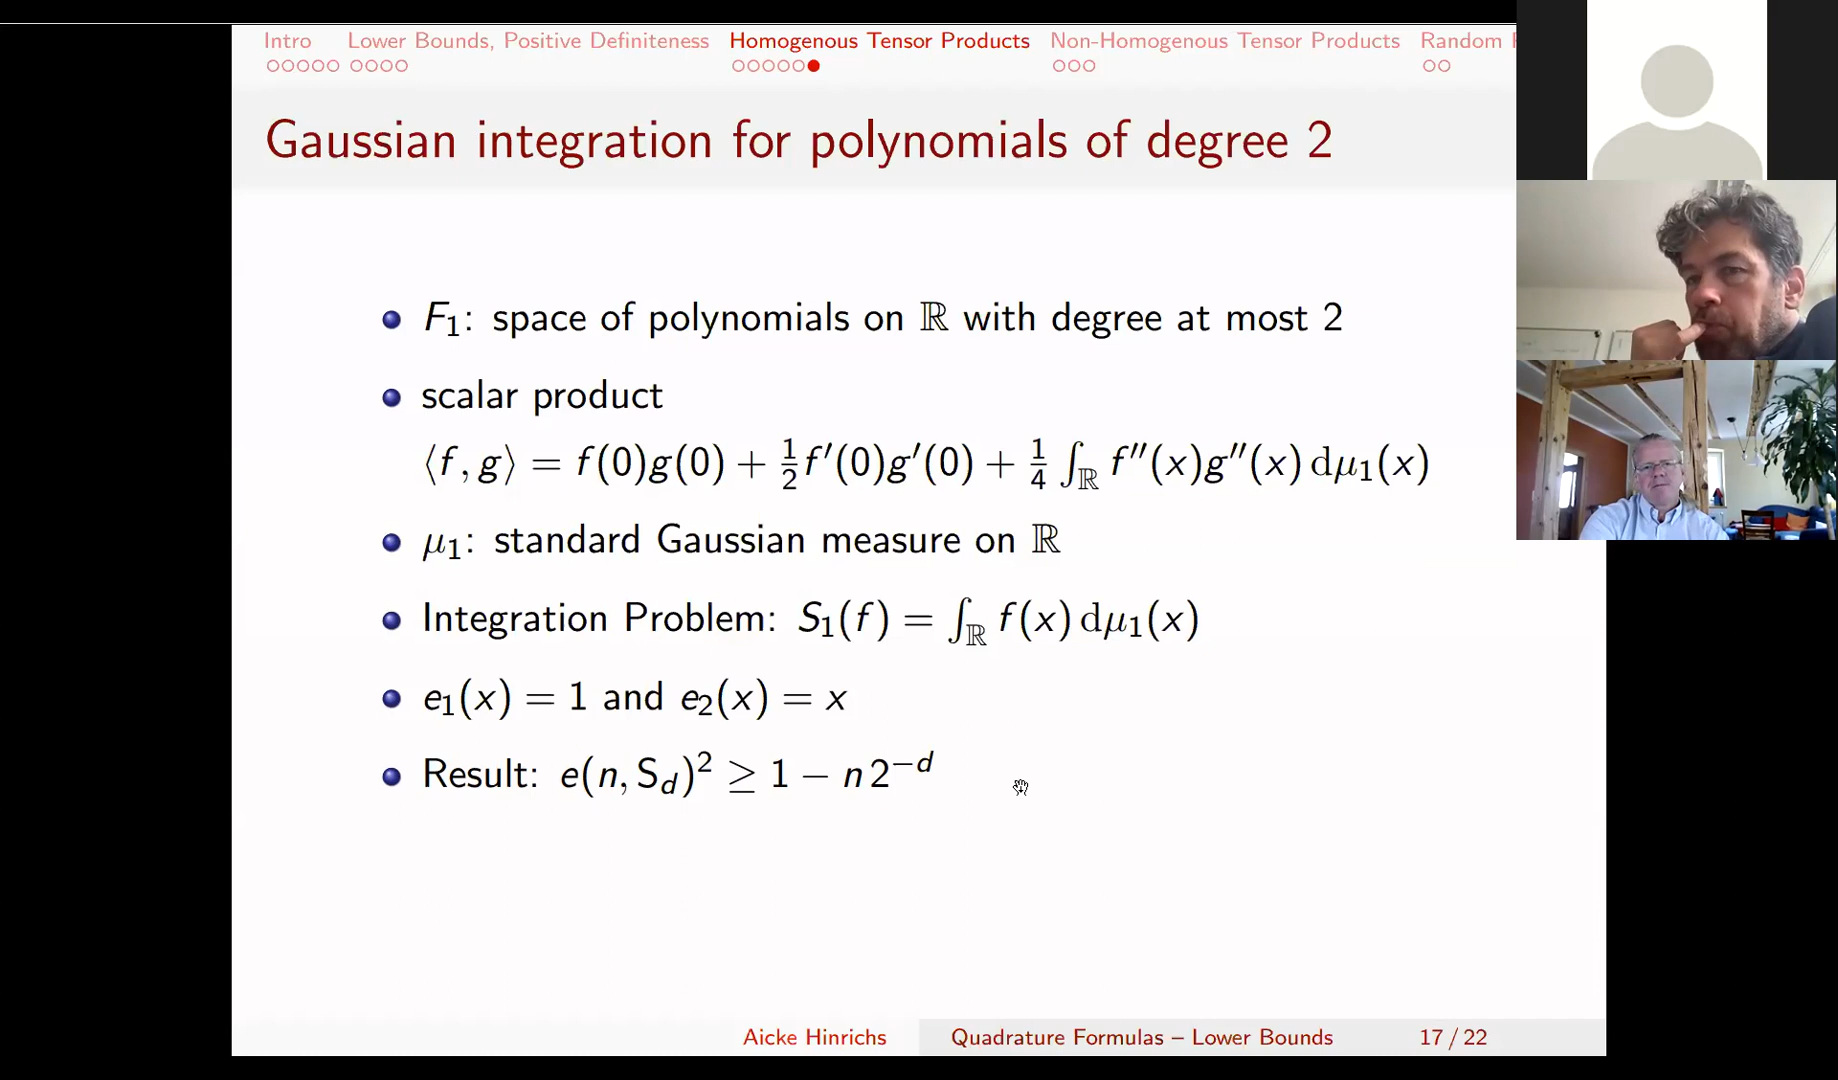 Intro Lower Bounds, Positive Definiteness Homogenous Tensor Products Non-Homogenous Tensor Products Random
Gaussian integration for polynomials of degree 2
F₁: space of polynomials on ℝ with degree at most 2
scalar product
⟨f, g⟩ = f(0)g(0) + ½f′(0)g′(0) + ¼ ∫_ℝ f″(x)g″(x) dμ₁(x)
μ₁: standard Gaussian measure on ℝ
Integration Problem: S₁(f) = ∫_ℝ f(x) dμ₁(x)
e₁(x) = 1 and e₂(x) = x
Result: e(n, S_d)² ≥ 1 − n 2^{−d}
Aicke Hinrichs Quadrature Formulas – Lower Bounds 17 / 22